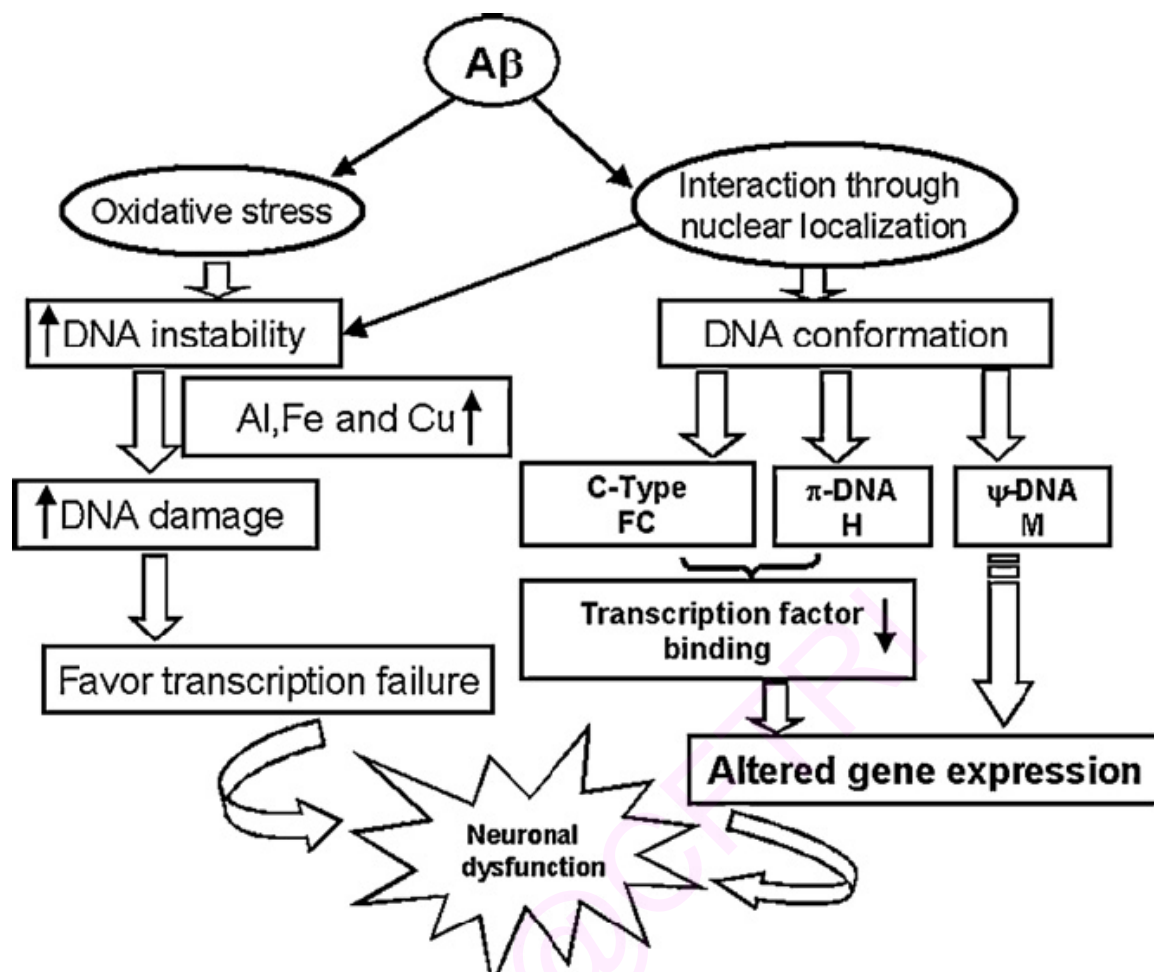 Aβ
Oxidative stress
Interaction through
nuclear localization
↑DNA instability
DNA conformation
Al,Fe and Cu↑
C-Type
FC
π-DNA
H
ψ-DNA
M
↑DNA damage
Transcription factor
binding ↓
Favor transcription failure
Altered gene expression
Neuronal
dysfunction
@CFTRI